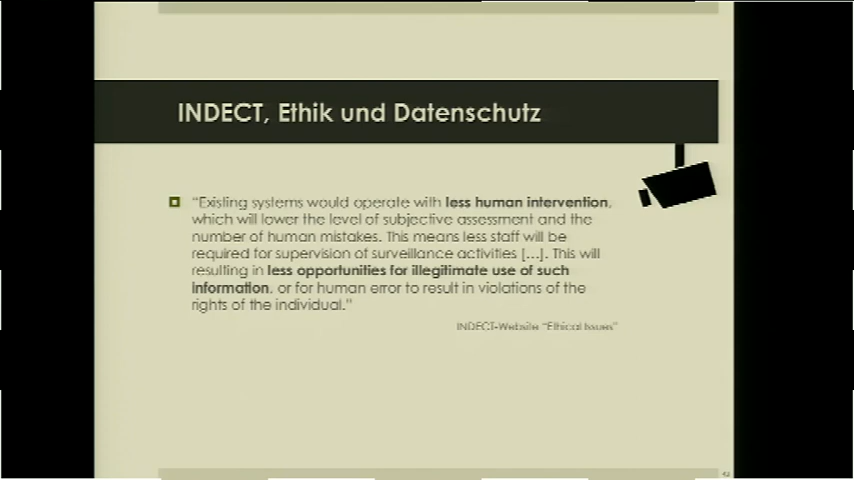 INDECT, Ethik und Datenschutz
"Existing systems would operate with less human intervention,
which will lower the level of subjective assessment and the
number of human mistakes. This means less staff will be
required for supervision of surveillance activities [...]. This will
resulting in less opportunities for illegitimate use of such
information, or for human error to result in violations of the
rights of the individual."
INDECT-Website "Ethical Issues"